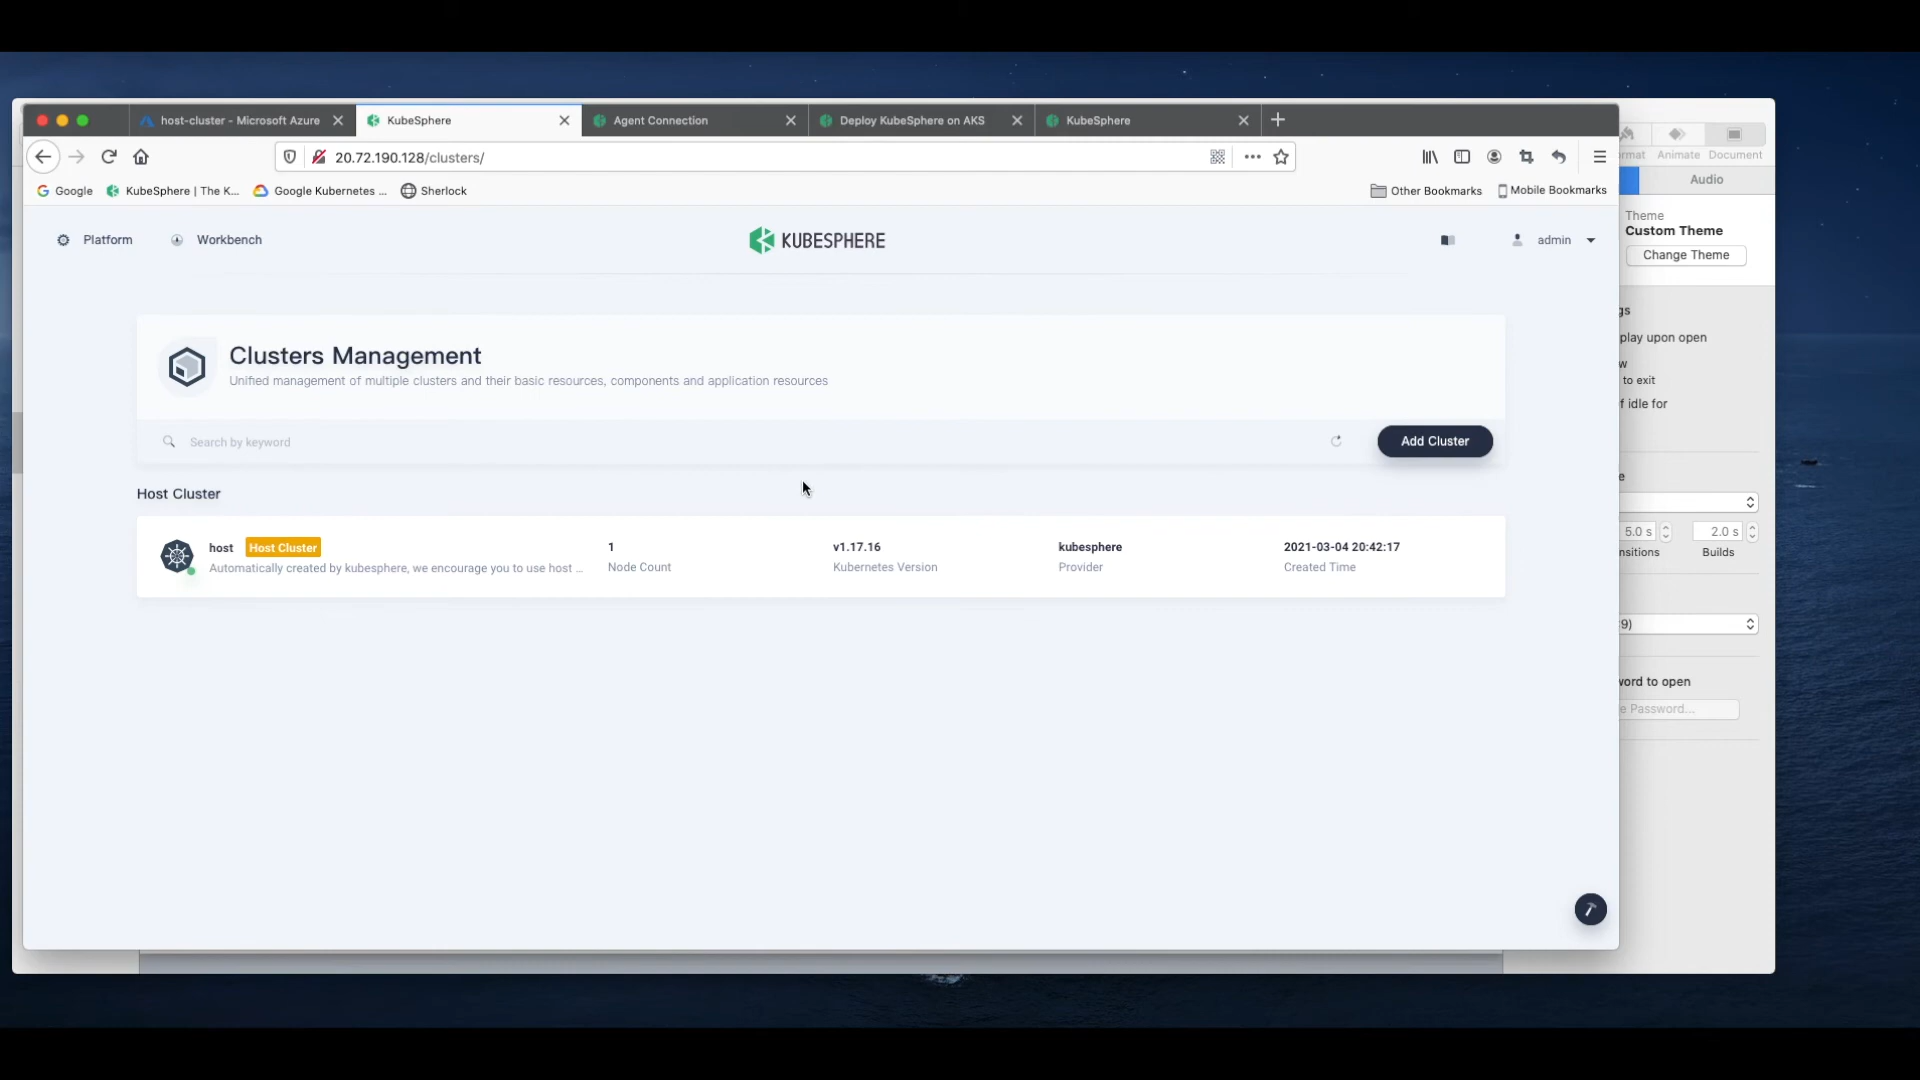 host-cluster - Microsoft Azure
KubeSphere
Agent Connection
Deploy KubeSphere on AKS
KubeSphere
20.72.190.128/clusters/
Google
KubeSphere | The K...
Google Kubernetes ...
Sherlock
Other Bookmarks
Mobile Bookmarks
Platform
Workbench
KUBESPHERE
admin
Clusters Management
Unified management of multiple clusters and their basic resources, components and application resources
Search by keyword
Add Cluster
Host Cluster
host
Host Cluster
Automatically created by kubesphere, we encourage you to use host ...
1
Node Count
v1.17.16
Kubernetes Version
kubesphere
Provider
2021-03-04 20:42:17
Created Time
Animate
Document
Audio
Theme
Custom Theme
Change Theme
play upon open
to exit
idle for
5.0 s
2.0 s
Builds
9)
to open
Password...